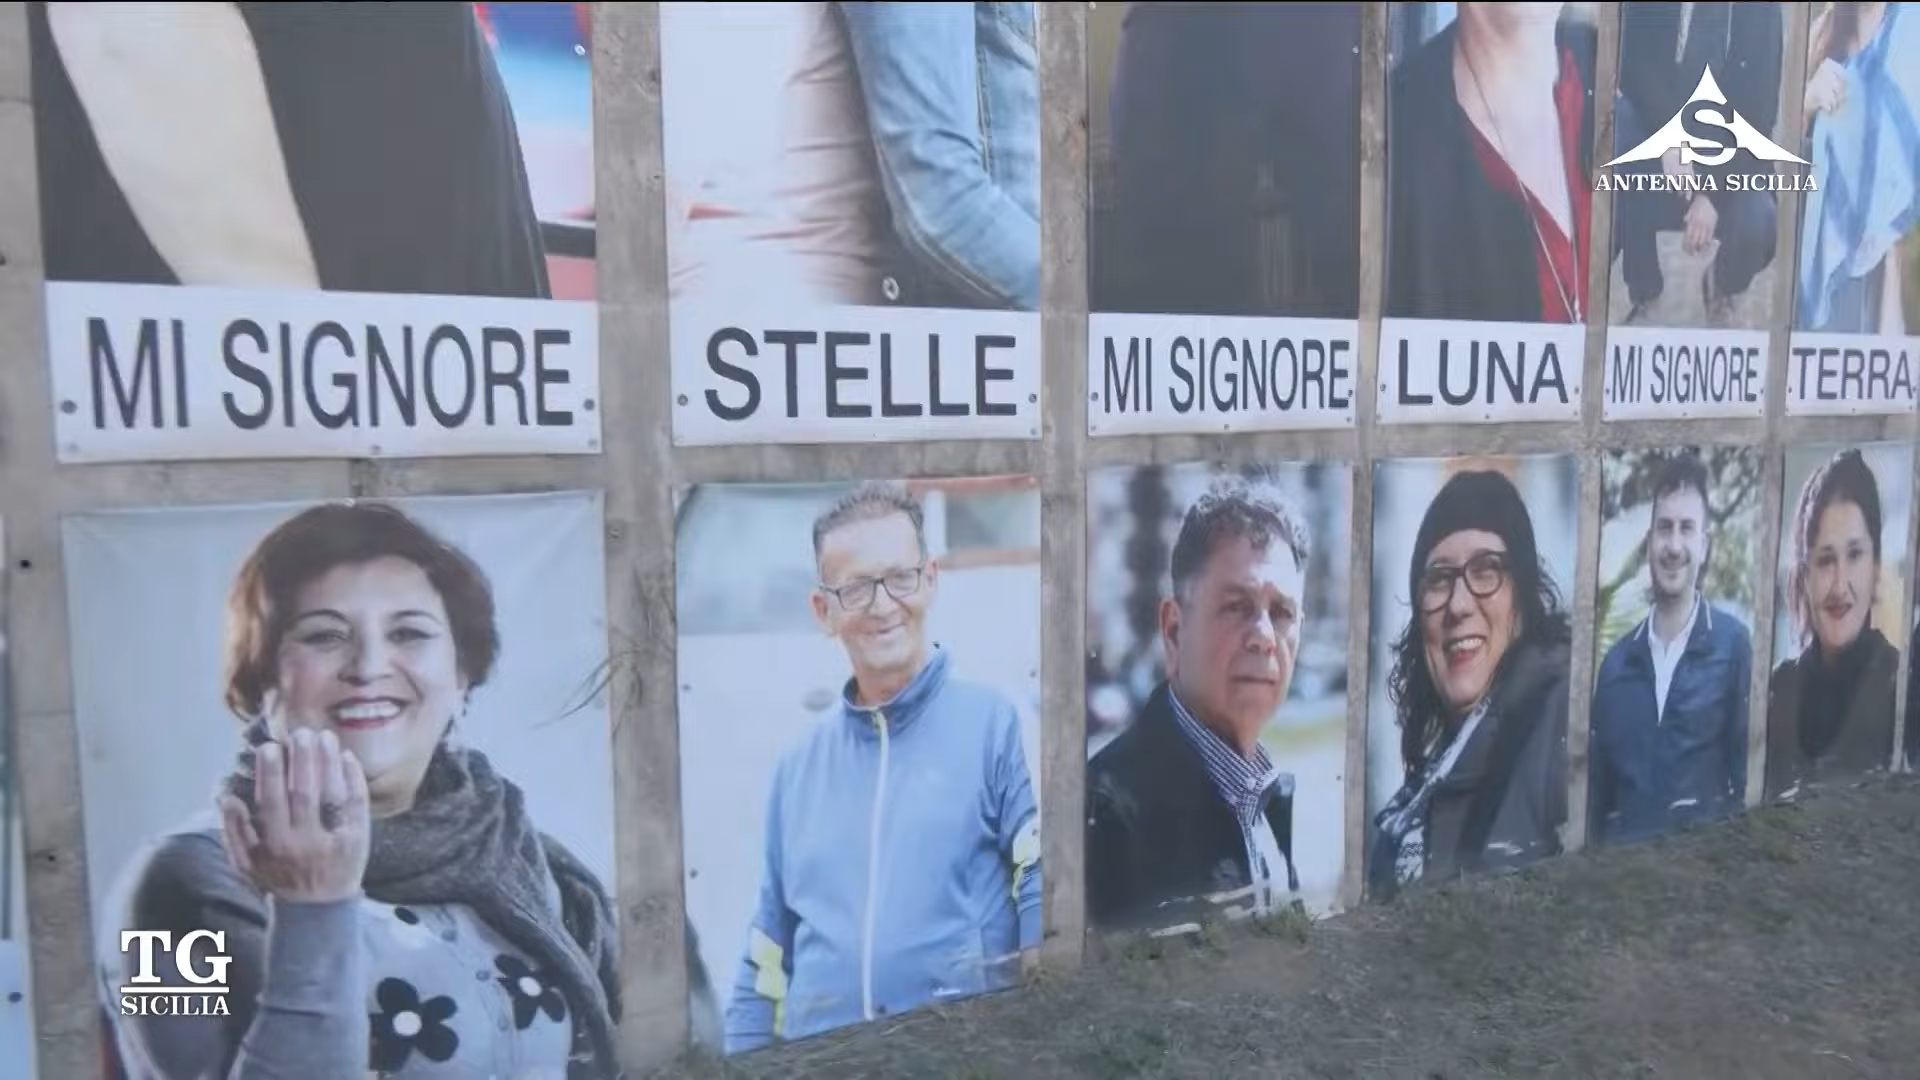 S
ANTENNA SICILIA
MI SIGNORE
STELLE
MI SIGNORE
LUNA
MI SIGNORE
TERRA
TG
SICILIA